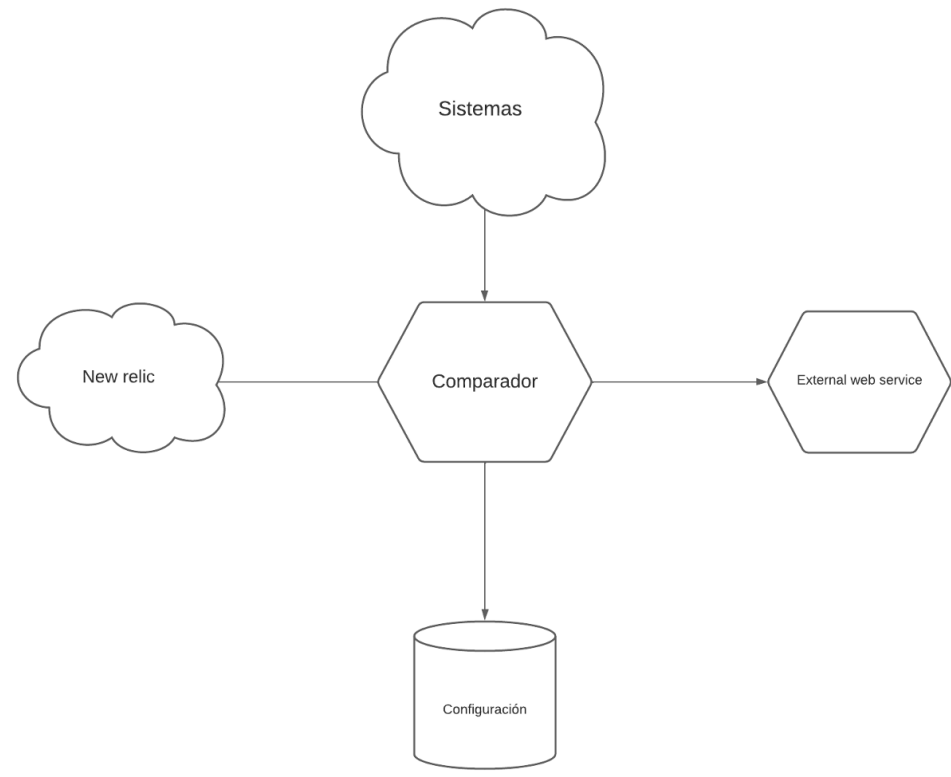 Sistemas
New relic
Comparador
External web service
Configuración